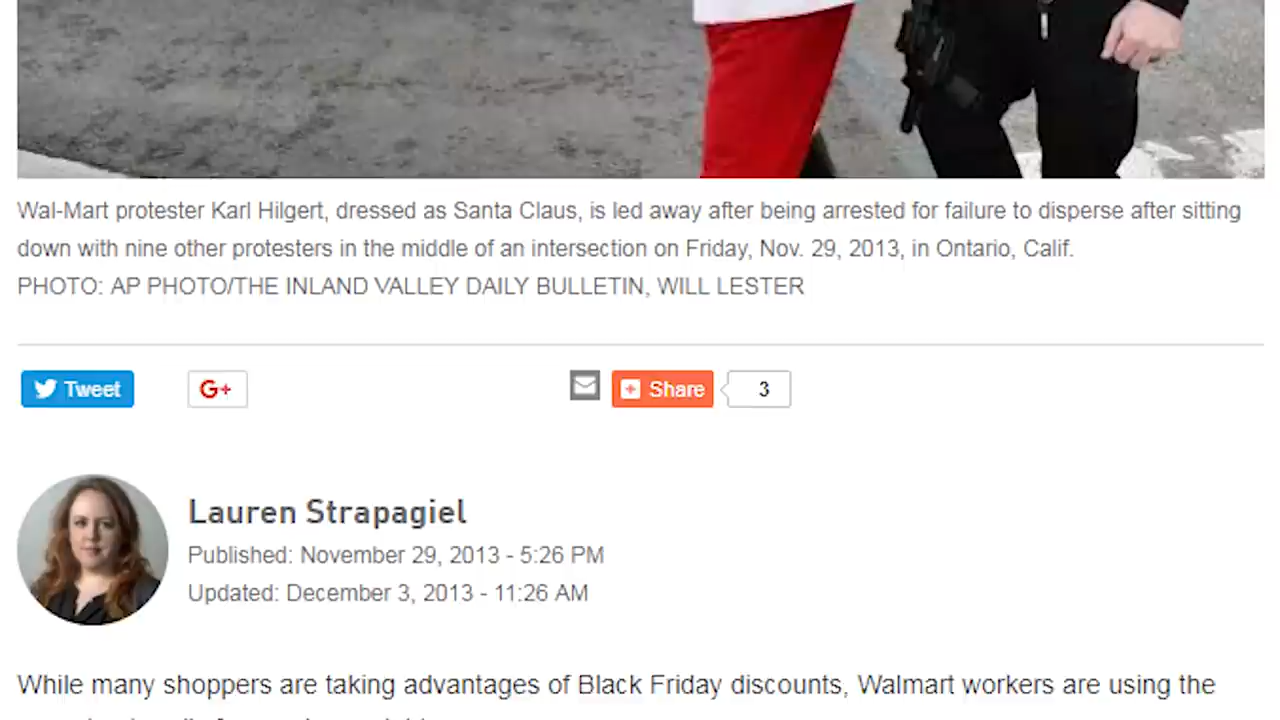 Wal-Mart protester Karl Hilgert, dressed as Santa Claus, is led away after being arrested for failure to disperse after sitting
down with nine other protesters in the middle of an intersection on Friday, Nov. 29, 2013, in Ontario, Calif.
PHOTO: AP PHOTO/THE INLAND VALLEY DAILY BULLETIN, WILL LESTER
Tweet G+ Share 3
Lauren Strapagiel
Published: November 29, 2013 - 5:26 PM
Updated: December 3, 2013 - 11:26 AM
While many shoppers are taking advantages of Black Friday discounts, Walmart workers are using the